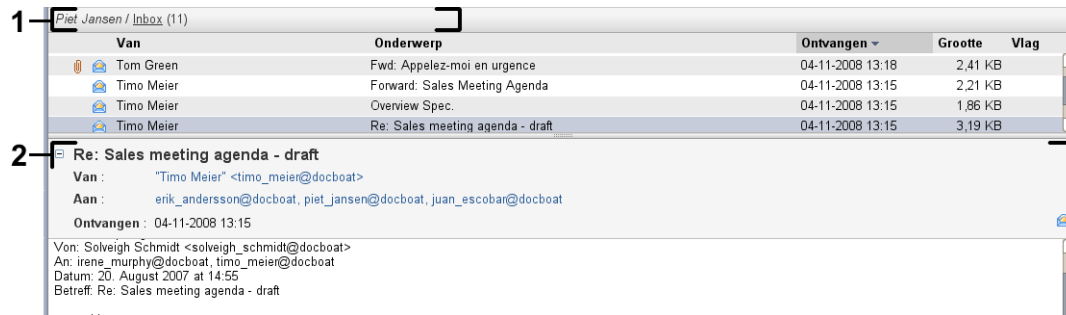 1
Piet Jansen / Inbox (11)
Van Onderwerp Ontvangen Grootte Vlag
Tom Green Fwd: Appelez-moi en urgence 04-11-2008 13:18 2,41 KB
Timo Meier Forward: Sales Meeting Agenda 04-11-2008 13:15 2,21 KB
Timo Meier Overview Spec. 04-11-2008 13:15 1,86 KB
Timo Meier Re: Sales meeting agenda - draft 04-11-2008 13:15 3,19 KB
2
Re: Sales meeting agenda - draft
Van : "Timo Meier" <timo_meier@docboat>
Aan : erik_andersson@docboat, piet_jansen@docboat, juan_escobar@docboat
Ontvangen : 04-11-2008 13:15
Von: Solveigh Schmidt <solveigh_schmidt@docboat>
An: irene_murphy@docboat, timo_meier@docboat
Datum: 20. August 2007 at 14:55
Betreff: Re: Sales meeting agenda - draft